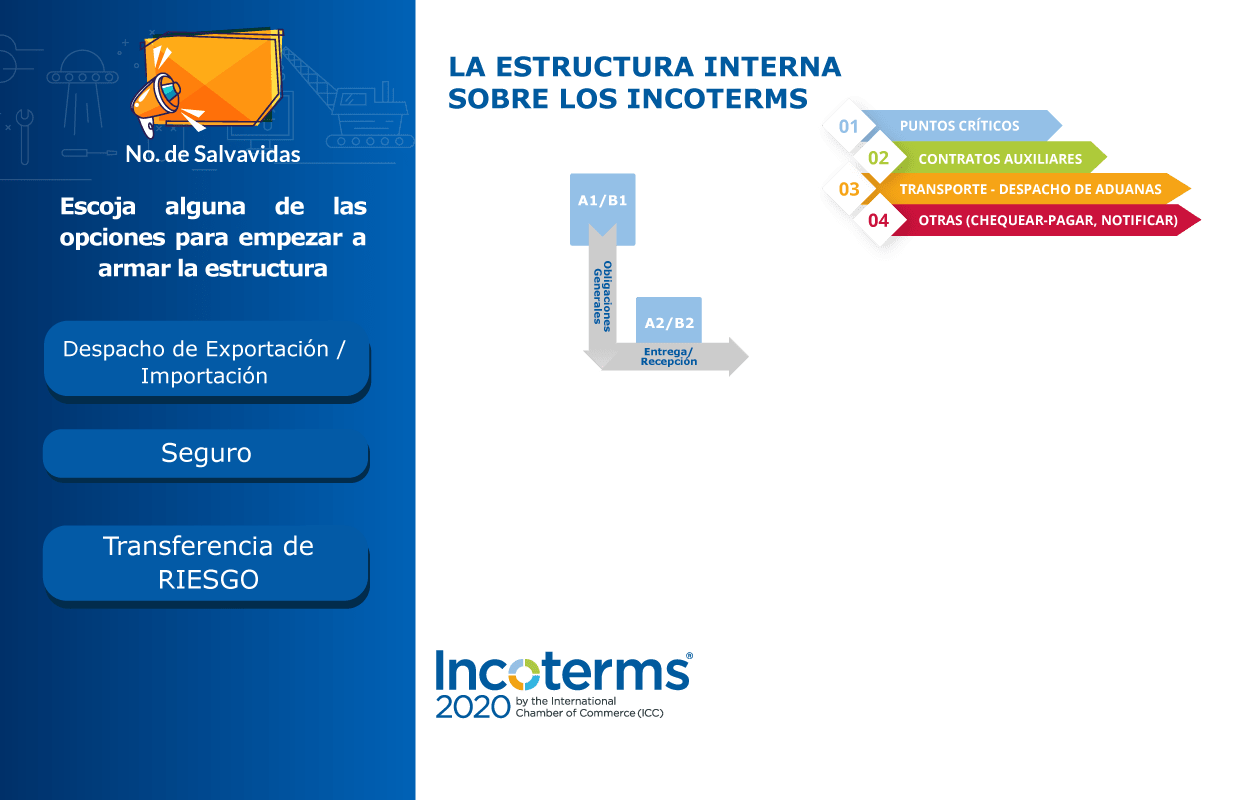 No. de Salvavidas
Escoja alguna de las
opciones para empezar a
armar la estructura
Despacho de Exportación /
Importación
Seguro
Transferencia de
RIESGO
LA ESTRUCTURA INTERNA
SOBRE LOS INCOTERMS
01 PUNTOS CRÍTICOS
02 CONTRATOS AUXILIARES
03 TRANSPORTE - DESPACHO DE ADUANAS
04 OTRAS (CHEQUEAR-PAGAR, NOTIFICAR)
A1/B1
Obligaciones
Generales
A2/B2
Entrega/
Recepción
Incoterms®
2020 by the International
Chamber of Commerce (ICC)